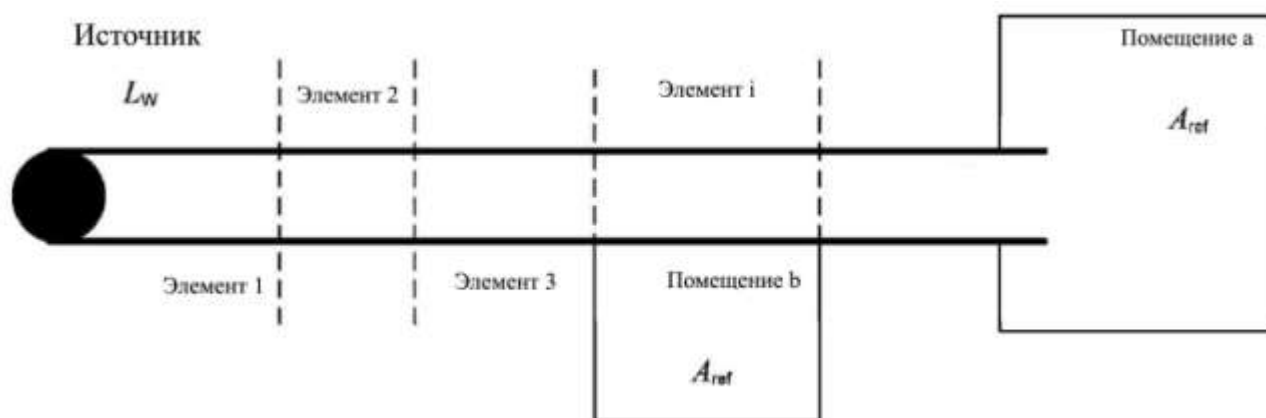 Источник
Помещение a
L_W
Элемент 2
Элемент i
A_ref
Элемент 1
Элемент 3
Помещение b
A_ref